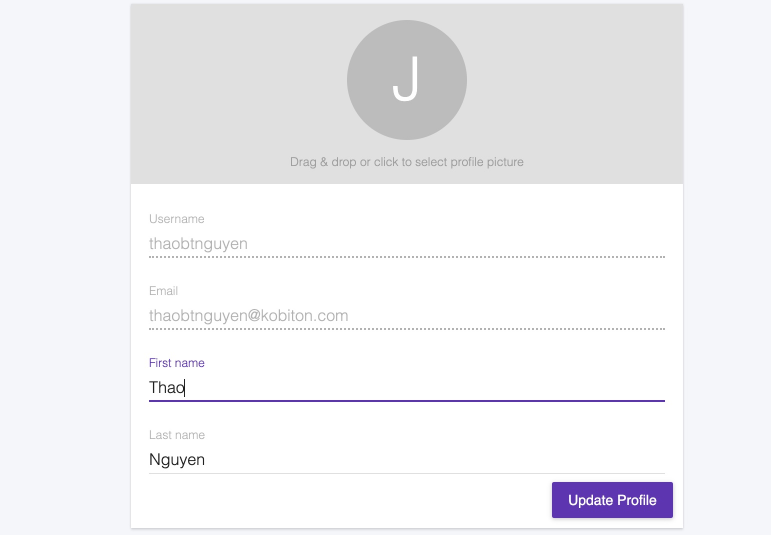 J
Drag & drop or click to select profile picture
Username
thaobtnguyen
Email
thaobtnguyen@kobiton.com
First name
Thao
Last name
Nguyen
Update Profile